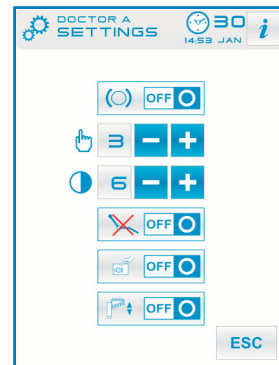 DOCTOR A
SETTINGS
30
14:53 JAN
i
OFF
3 - +
6 - +
OFF
OFF
OFF
ESC